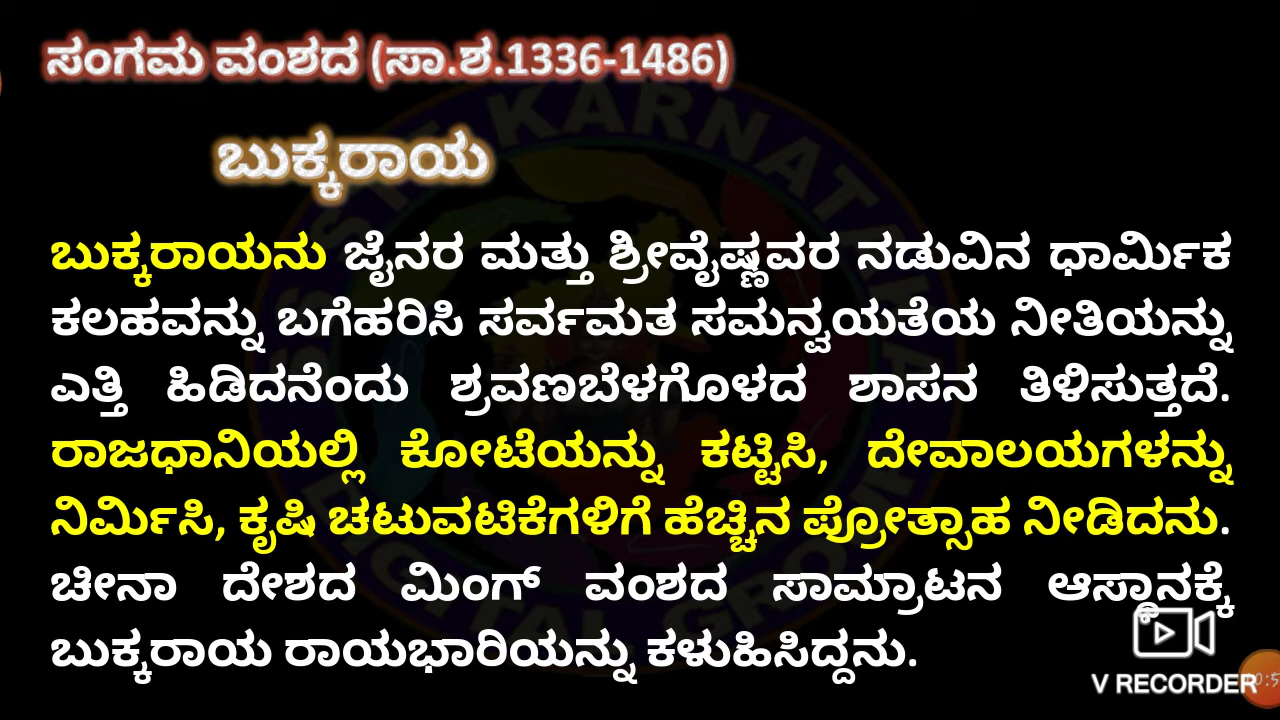 ಸಂಗಮ ವಂಶದ (ಸಾ.ಶ.1336-1486)
ಬುಕ್ಕರಾಯ
ಬುಕ್ಕರಾಯನು ಜೈನರ ಮತ್ತು ಶ್ರೀವೈಷ್ಣವರ ನಡುವಿನ ಧಾರ್ಮಿಕ
ಕಲಹವನ್ನು ಬಗೆಹರಿಸಿ ಸರ್ವಮತ ಸಮನ್ವಯತೆಯ ನೀತಿಯನ್ನು
ಎತ್ತಿ ಹಿಡಿದನೆಂದು ಶ್ರವಣಬೆಳಗೊಳದ ಶಾಸನ ತಿಳಿಸುತ್ತದೆ.
ರಾಜಧಾನಿಯಲ್ಲಿ ಕೋಟೆಯನ್ನು ಕಟ್ಟಿಸಿ, ದೇವಾಲಯಗಳನ್ನು
ನಿರ್ಮಿಸಿ, ಕೃಷಿ ಚಟುವಟಿಕೆಗಳಿಗೆ ಹೆಚ್ಚಿನ ಪ್ರೋತ್ಸಾಹ ನೀಡಿದನು.
ಚೀನಾ ದೇಶದ ಮಿಂಗ್ ವಂಶದ ಸಾಮ್ರಾಟನ ಆಸ್ಥಾನಕ್ಕೆ
ಬುಕ್ಕರಾಯ ರಾಯಭಾರಿಯನ್ನು ಕಳುಹಿಸಿದ್ದನು.
V RECORDER